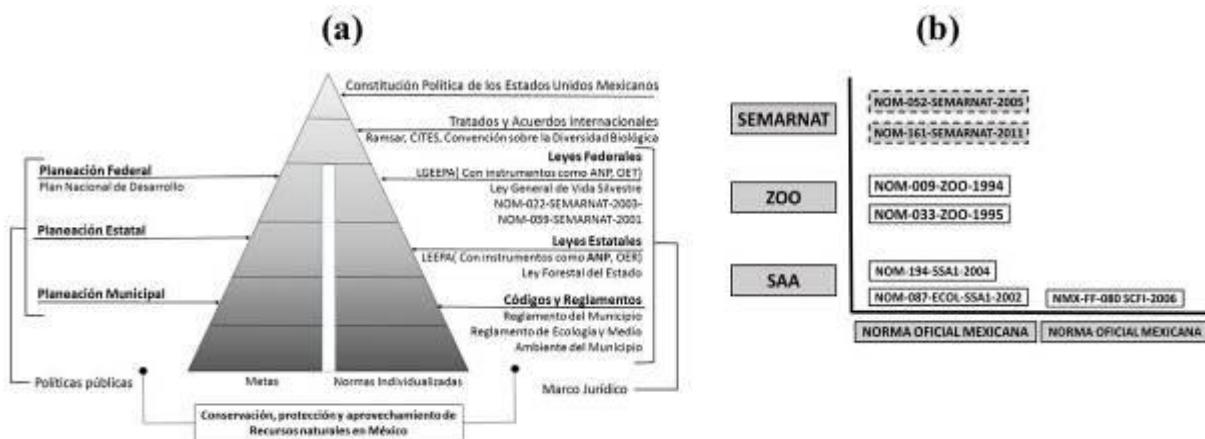 (a)
Constitución Política de los Estados Unidos Mexicanos
Tratados y Acuerdos internacionales
Ramsar, CITES, Convención sobre la Diversidad Biológica
Planeación Federal
Plan Nacional de Desarrollo
Planeación Estatal
Planeación Municipal
Leyes Federales
LGEEPA( Con instrumentos como ANP, OET)
Ley General de Vida Silvestre
NOM-022-SEMARNAT-2003-
NOM-059-SEMARNAT-2001
Leyes Estatales
LEEPA( Con instrumentos como ANP, OER)
Ley Forestal del Estado
Códigos y Reglamentos
Reglamento del Municipio
Reglamento de Ecología y Medio
Ambiente del Municipio
Políticas públicas
Metas
Normas Individualizadas
Marco Jurídico
Conservación, protección y aprovechamiento de
Recursos naturales en México
(b)
SEMARNAT
NOM-052-SEMARNAT-2005
NOM-161-SEMARNAT-2011
ZOO
NOM-009-ZOO-1994
NOM-033-ZOO-1995
SAA
NOM-194-SSA1-2004
NOM-087-ECOL-SSA1-2002
NMX-FF-080 SCFI-2006
NORMA OFICIAL MEXICANA
NORMA OFICIAL MEXICANA